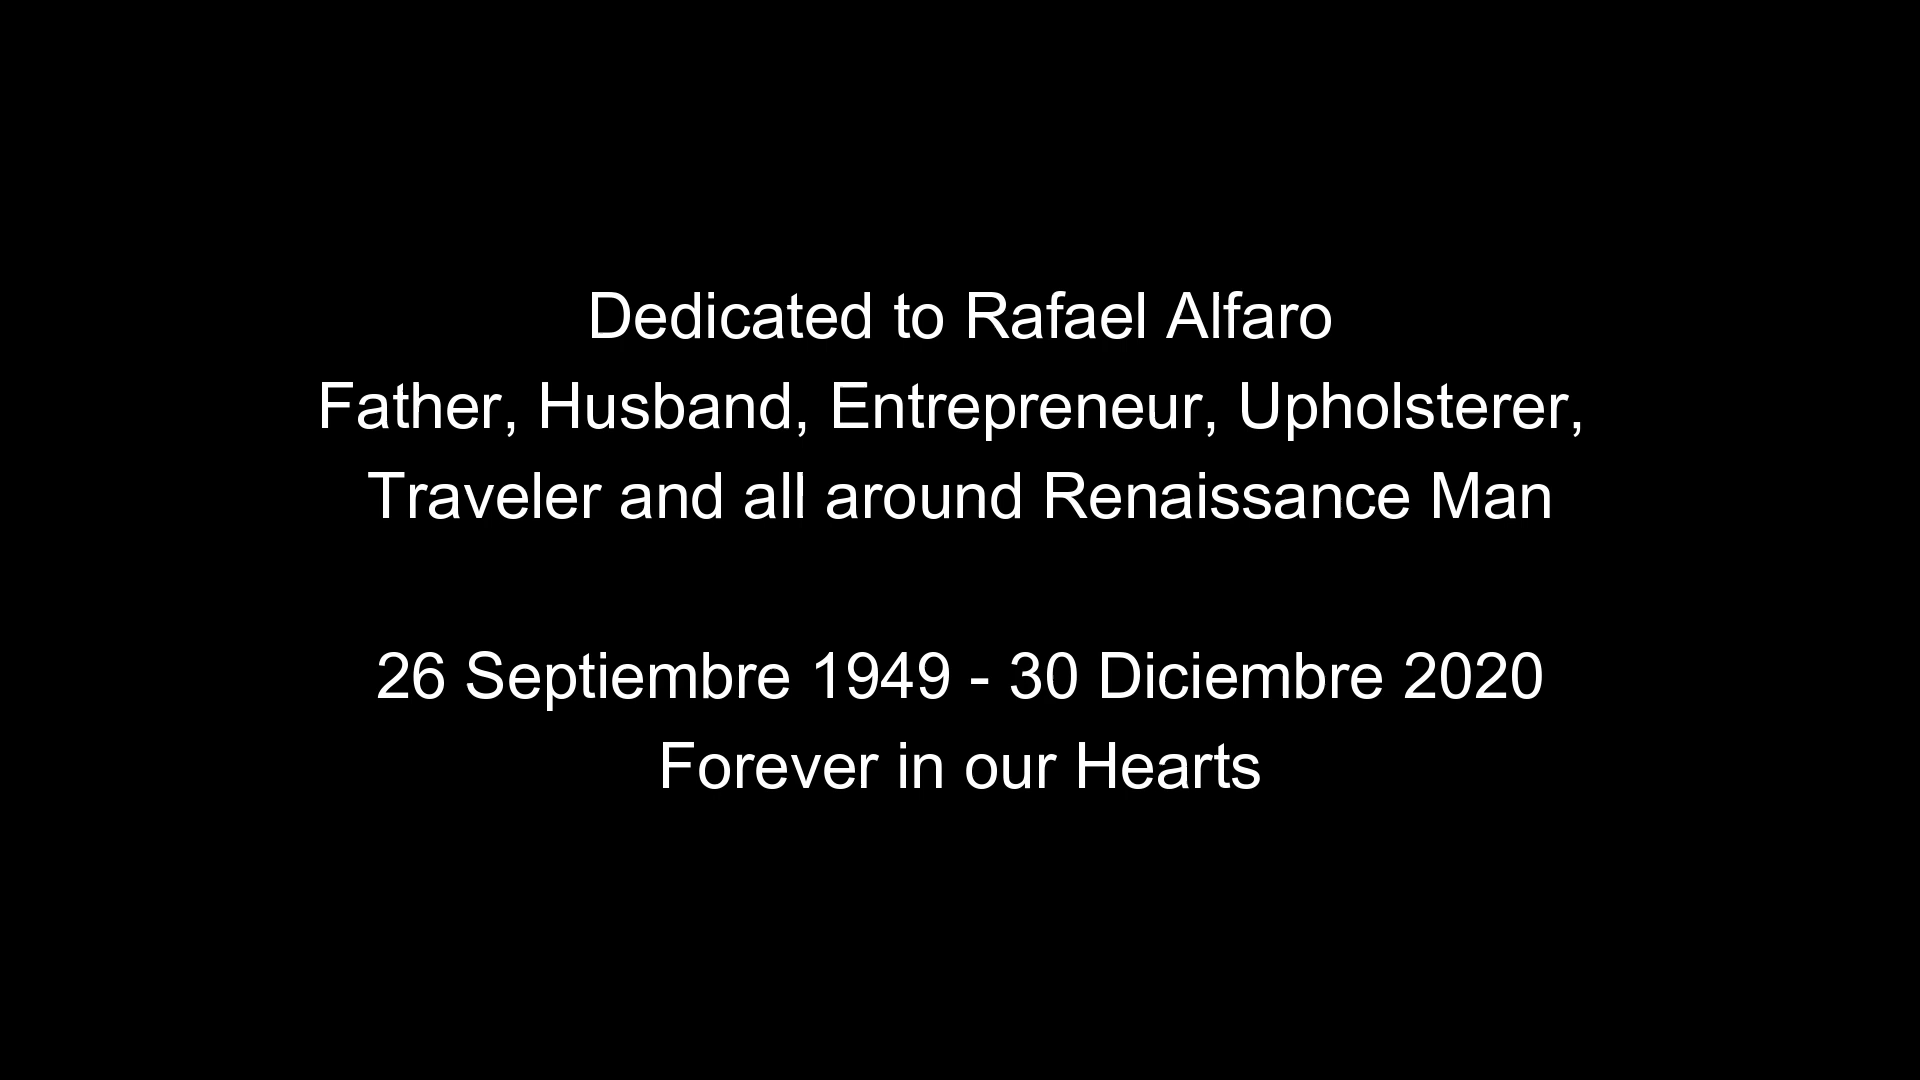 Dedicated to Rafael Alfaro
Father, Husband, Entrepreneur, Upholsterer,
Traveler and all around Renaissance Man
26 Septiembre 1949 - 30 Diciembre 2020
Forever in our Hearts